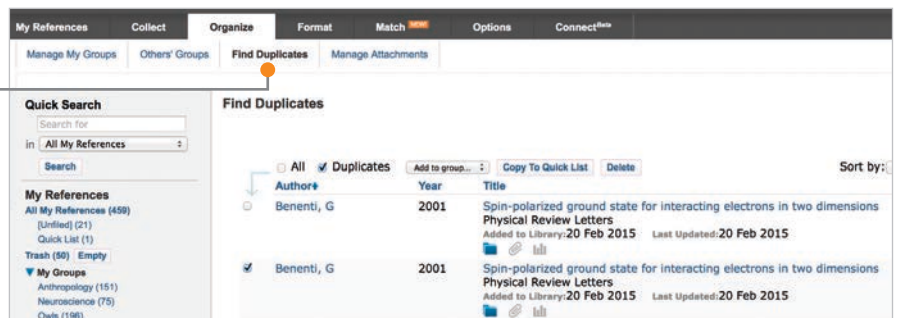 My References Collect Organize Format Match NEW! Options Connect Beta
Manage My Groups Others' Groups Find Duplicates Manage Attachments
Quick Search
Search for
in All My References
Search
My References
All My References (459)
[Unfiled] (21)
Quick List (1)
Trash (50) Empty
▼ My Groups
Anthropology (151)
Neuroscience (75)
Owls (196)
Find Duplicates
All Duplicates Add to group... Copy To Quick List Delete Sort by:
Author Year Title
Benenti, G 2001 Spin-polarized ground state for interacting electrons in two dimensions
Physical Review Letters
Added to Library:20 Feb 2015 Last Updated:20 Feb 2015
Benenti, G 2001 Spin-polarized ground state for interacting electrons in two dimensions
Physical Review Letters
Added to Library:20 Feb 2015 Last Updated:20 Feb 2015